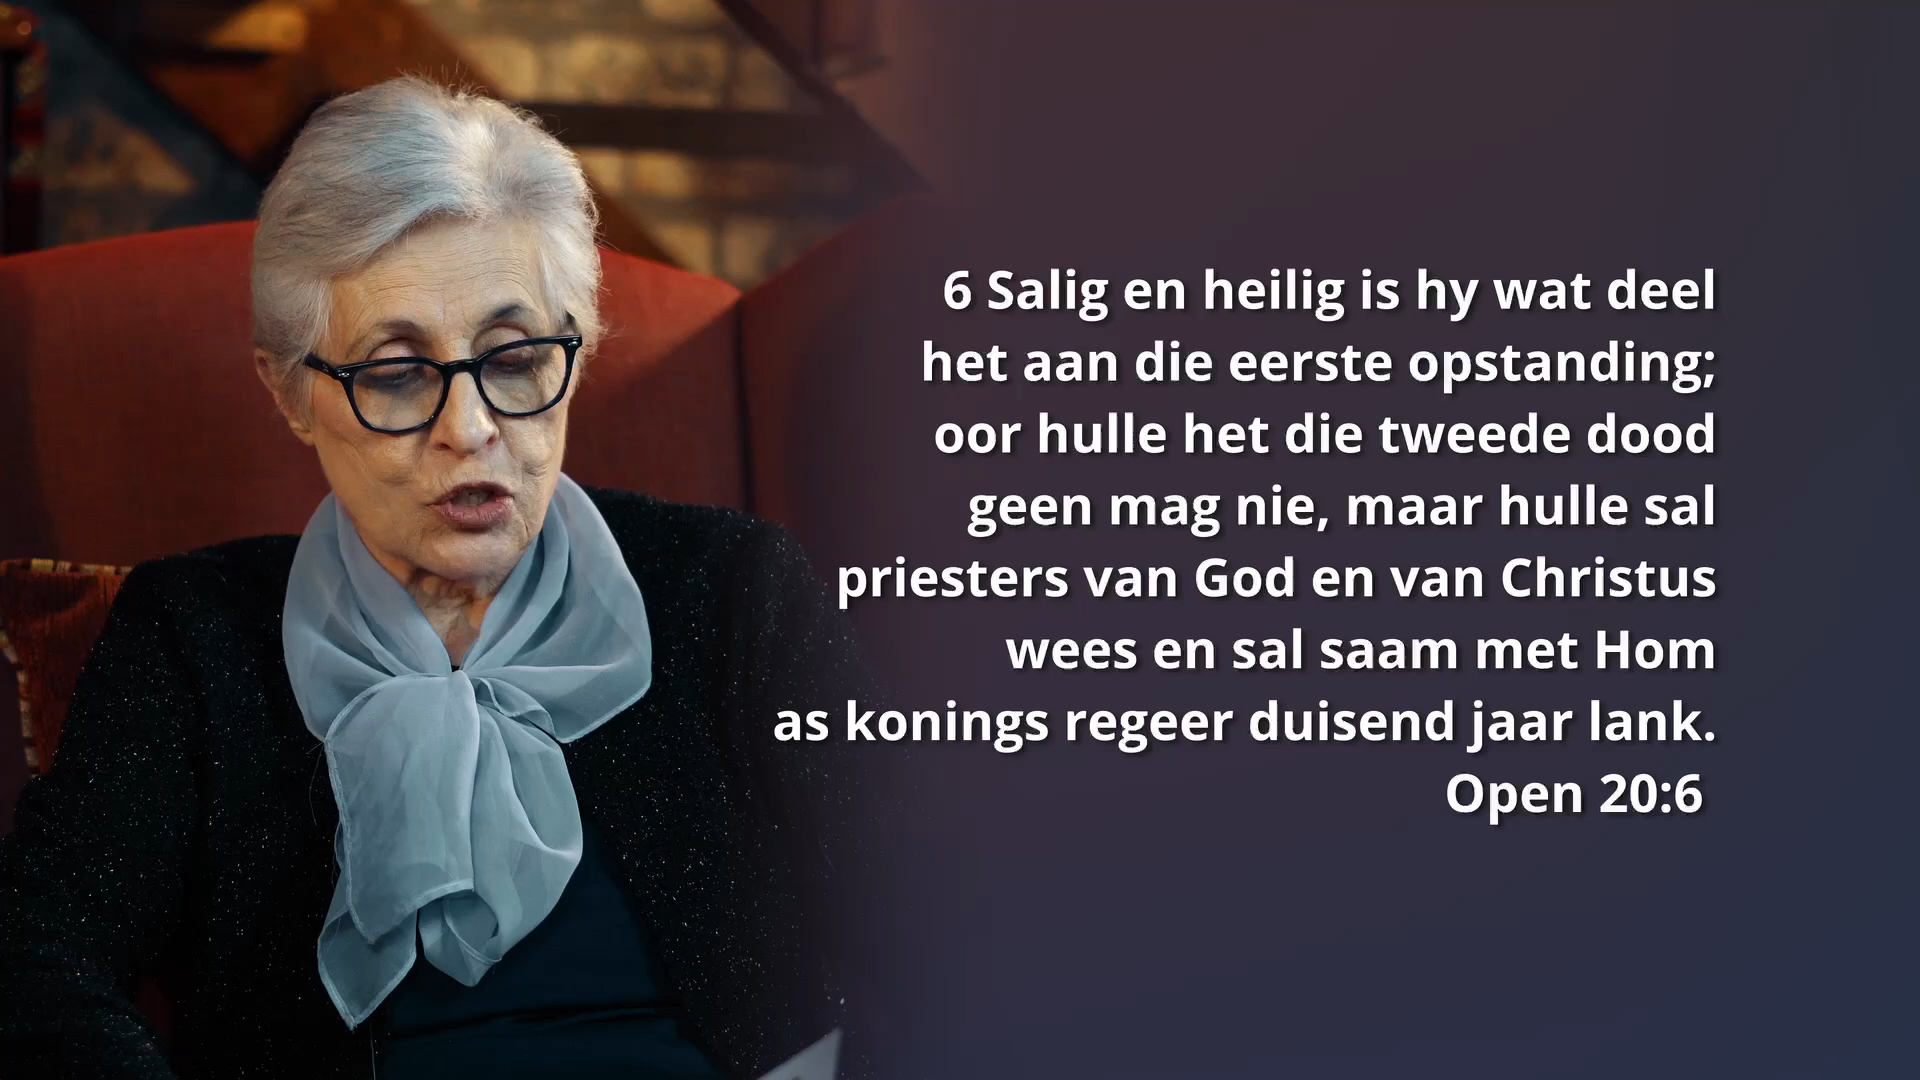 6 Salig en heilig is hy wat deel
het aan die eerste opstanding;
oor hulle het die tweede dood
geen mag nie, maar hulle sal
priesters van God en van Christus
wees en sal saam met Hom
as konings regeer duisend jaar lank.
Open 20:6